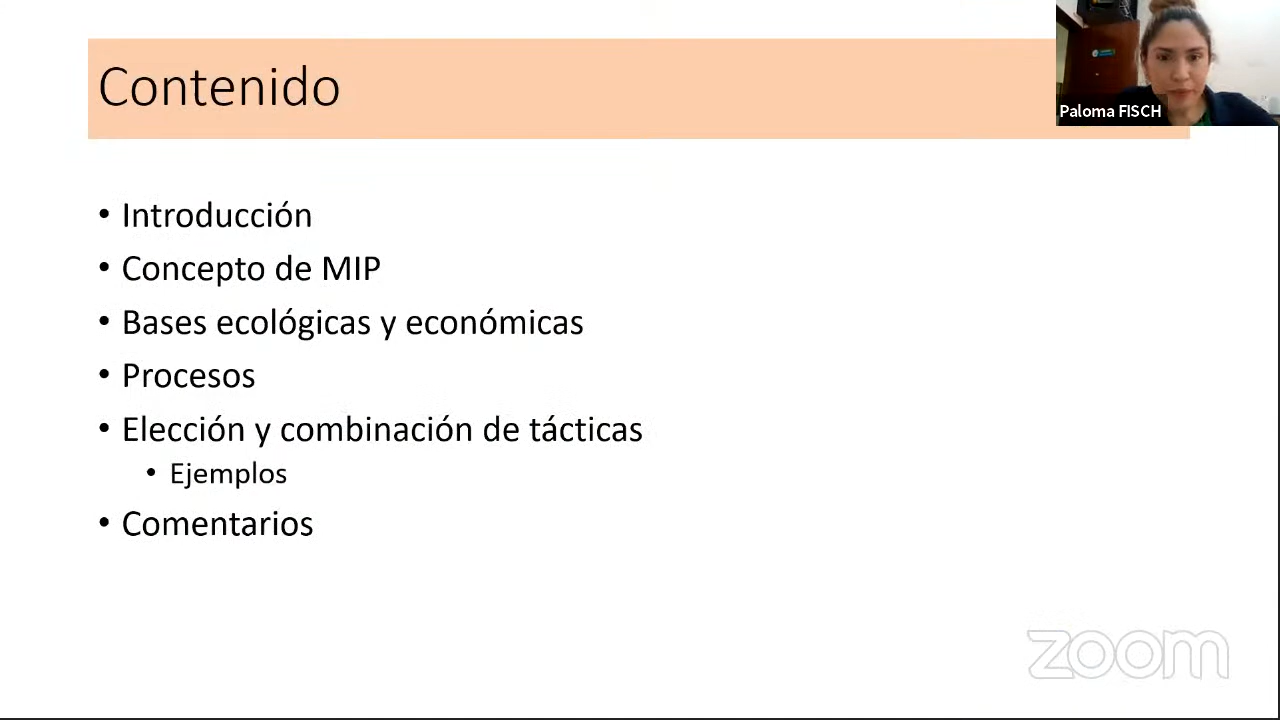 Contenido
Paloma FISCH
• Introducción
• Concepto de MIP
• Bases ecológicas y económicas
• Procesos
• Elección y combinación de tácticas
• Ejemplos
• Comentarios
zoom